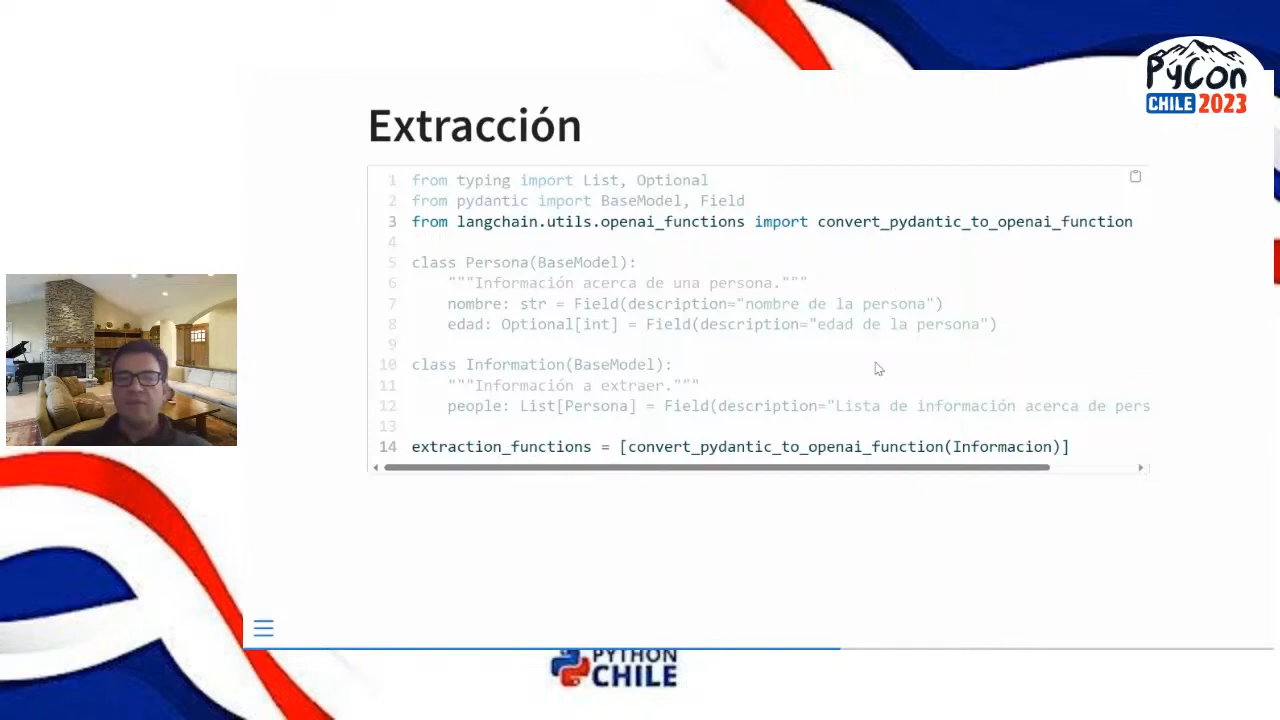 PyCon
CHILE 2023
Extracción
1 from typing import List, Optional
2 from pydantic import BaseModel, Field
3 from langchain.utils.openai_functions import convert_pydantic_to_openai_function
4
5 class Persona(BaseModel):
6 """Información acerca de una persona."""
7 nombre: str = Field(description="nombre de la persona")
8 edad: Optional[int] = Field(description="edad de la persona")
9
10 class Information(BaseModel):
11 """Información a extraer."""
12 people: List[Persona] = Field(description="Lista de información acerca de pers
13
14 extraction_functions = [convert_pydantic_to_openai_function(Informacion)]
PYTHON
CHILE